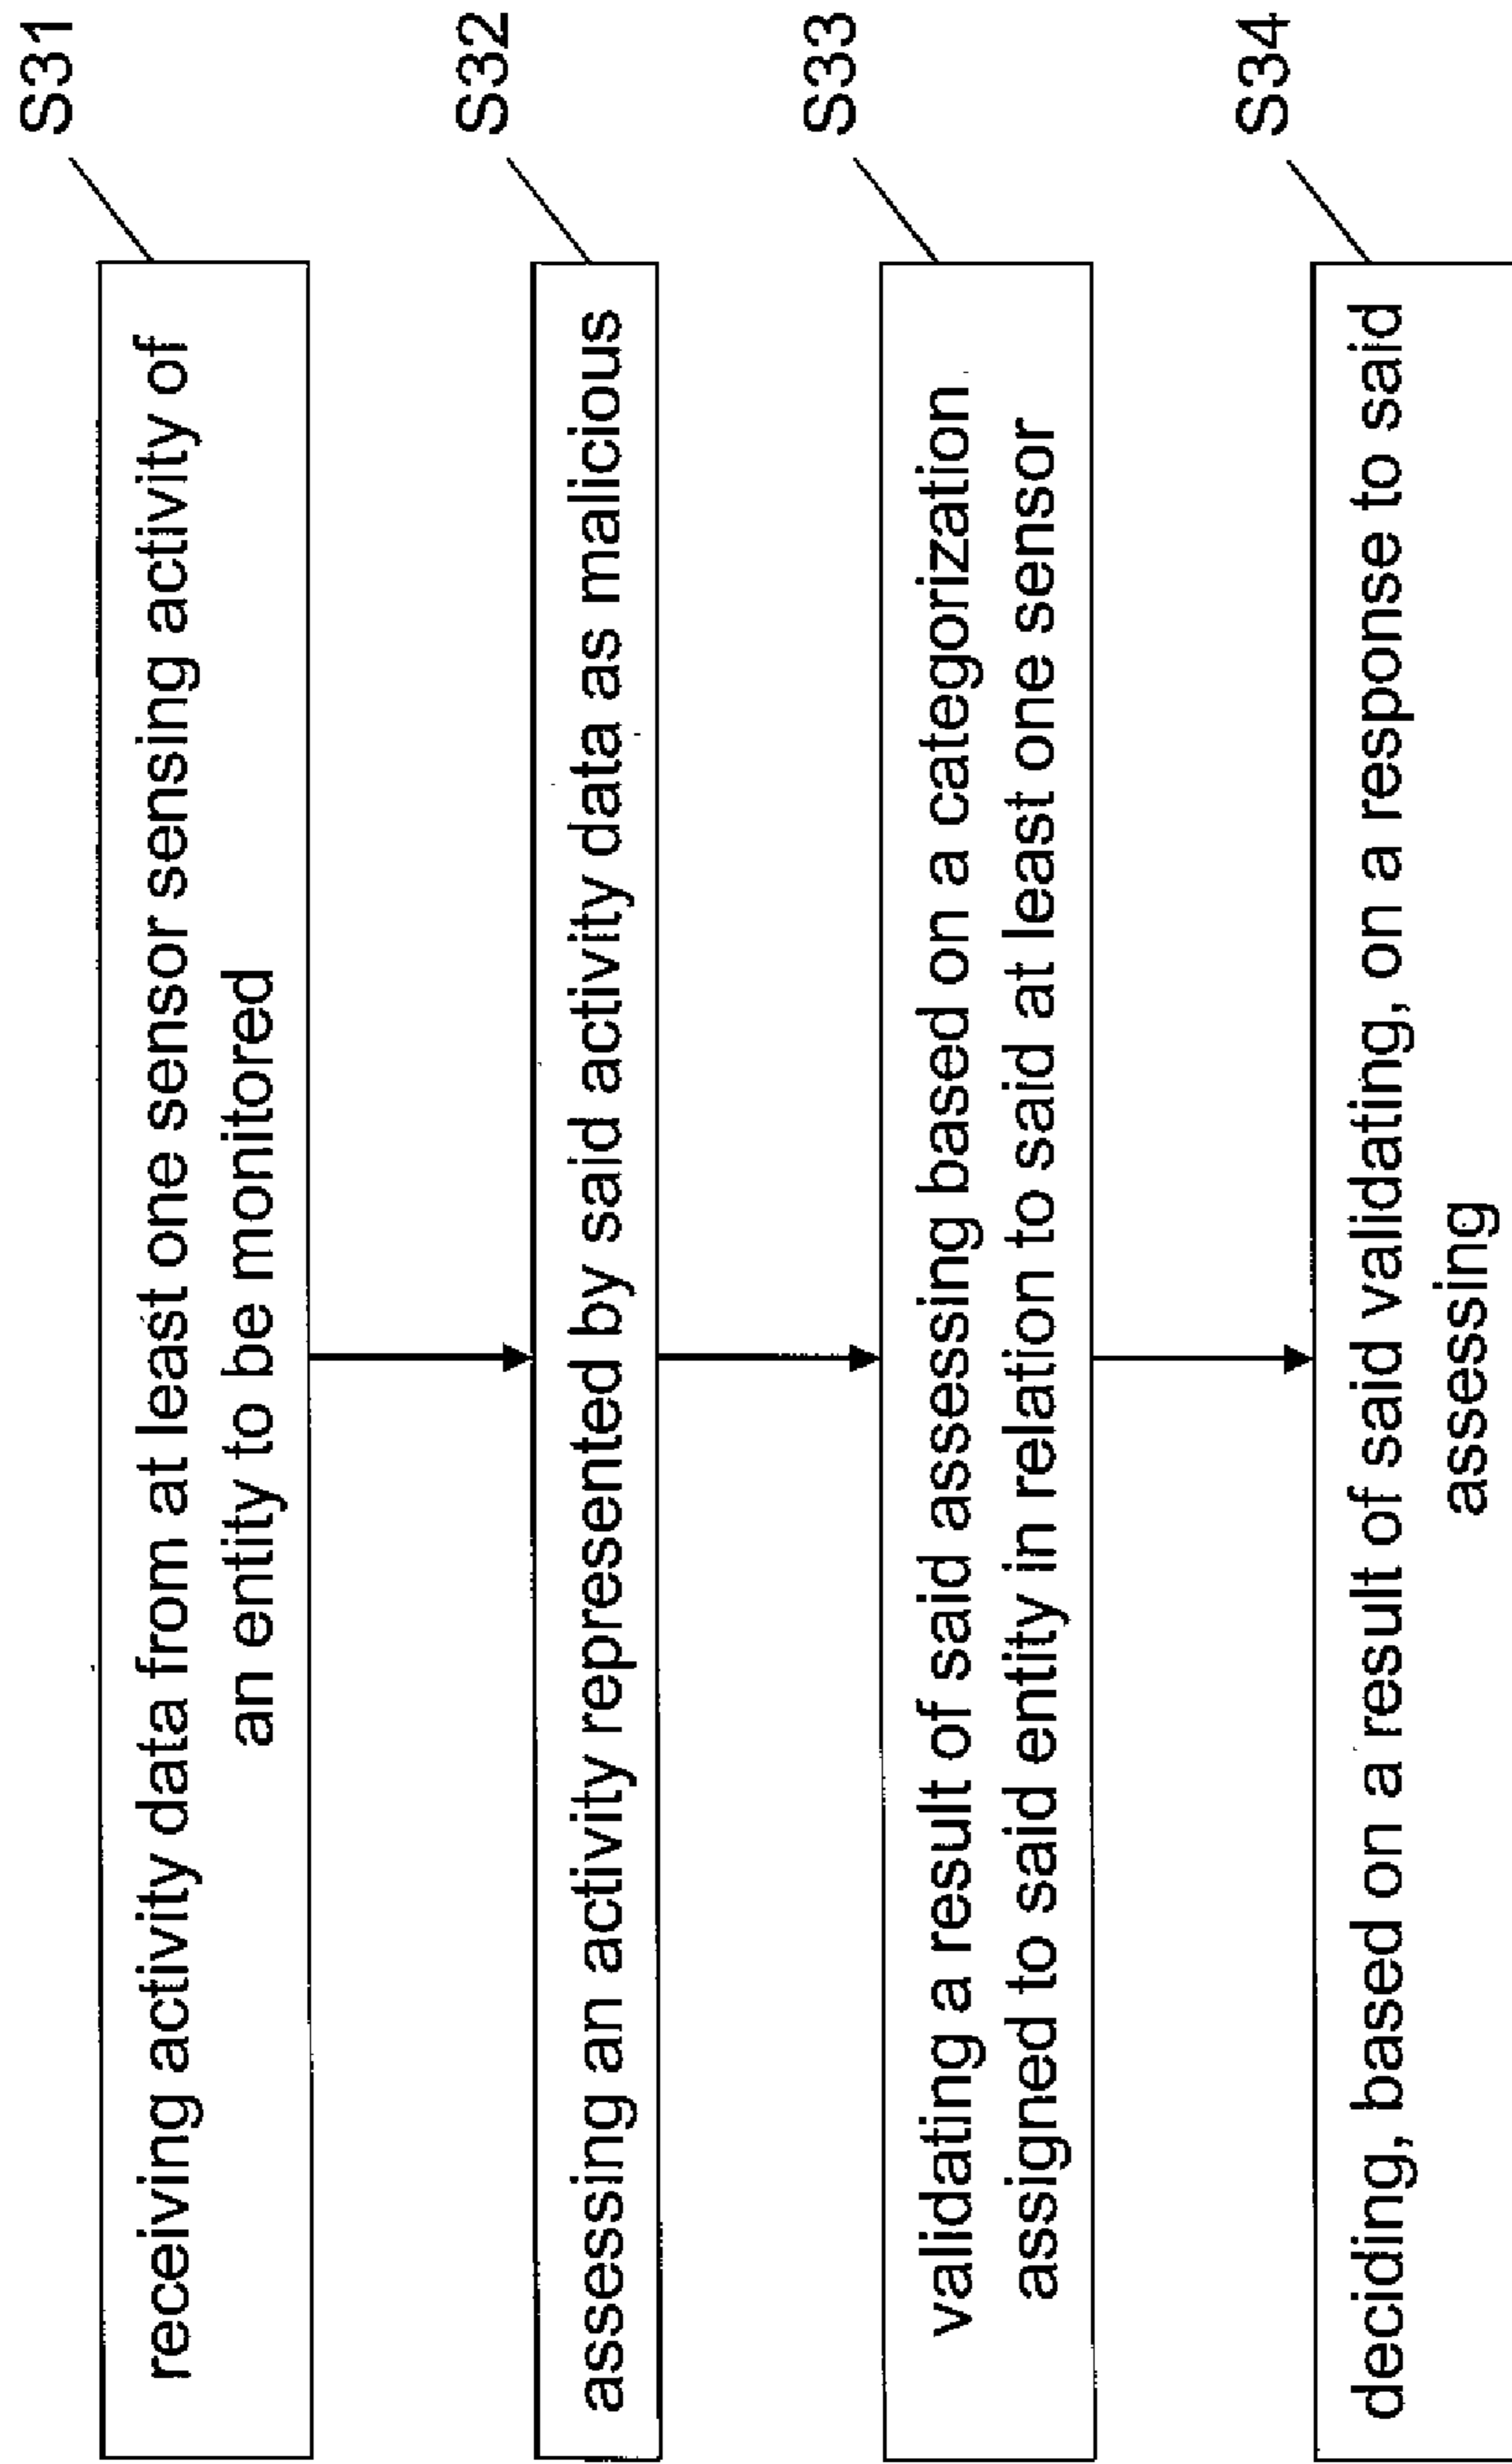 S31
receiving activity data from at least one sensor sensing activity of
an entity to be monitored
S32
assessing an activity represented by said activity data as malicious
S33
validating a result of said assessing based on a categorization
assigned to said entity in relation to said at least one sensor
S34
deciding, based on a result of said validating, on a response to said
assessing